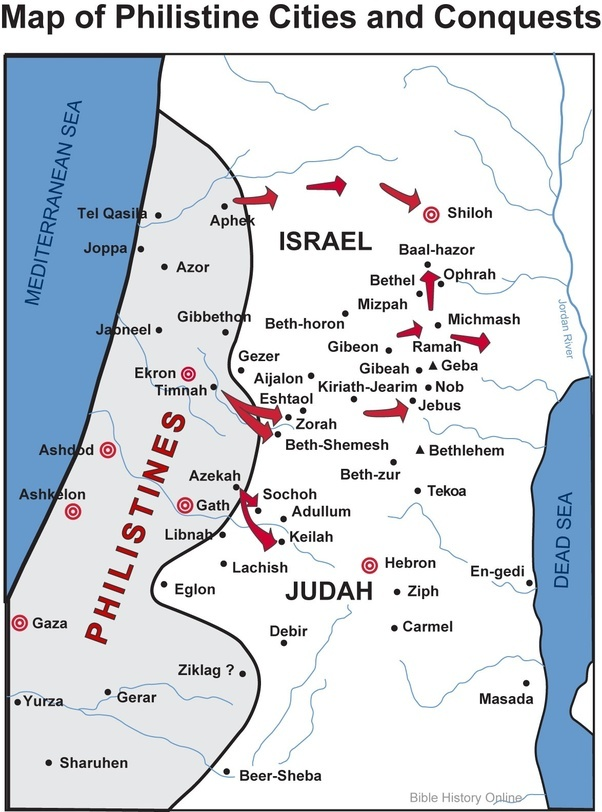 Map of Philistine Cities and Conquests
MEDITERRANEAN SEA
Tel Qasila
Aphek
Shiloh
Joppa
ISRAEL
Azor
Baal-hazor
Bethel
Ophrah
Mizpah
Jordan River
Gibbethon
Beth-horon
Michmash
Jabneel
Gibeon
Ramah
Gezer
Ekron
Aijalon
Gibeah
Geba
Timnah
Kiriath-Jearim
Nob
Eshtaol
Jebus
Zorah
Ashdod
Beth-Shemesh
Bethlehem
PHILISTINES
Azekah
Beth-zur
Ashkelon
Sochoh
Tekoa
Gath
Adullum
Libnah
Keilah
DEAD SEA
Lachish
Hebron
En-gedi
Eglon
JUDAH
Ziph
Gaza
Debir
Carmel
Ziklag ?
Yurza
Gerar
Masada
Sharuhen
Beer-Sheba
Bible History Online